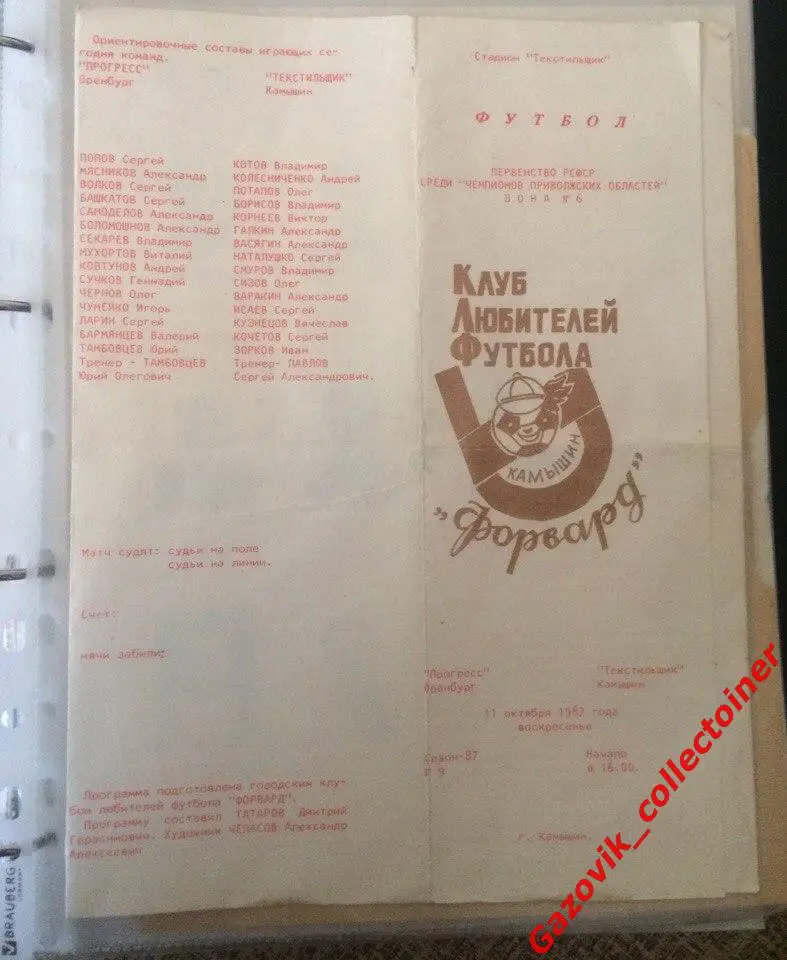 Ориентировочные составы играющих се-
годня команд.
"ПРОГРЕСС" "ТЕКСТИЛЬЩИК"
Оренбург Камышин
ПОПОВ Сергей КОТОВ Владимир
МЯСНИКОВ Александр КОЛЕСНИЧЕНКО Андрей
ВОЛКОВ Сергей ПОТАПОВ Олег
БАШКАТОВ Сергей БОРИСОВ Владимир
САМОДЕЛОВ Александр КОРНЕЕВ Виктор
БОЛОМОШНОВ Александр ГАЛКИН Александр
СЕКАРЕВ Владимир ВАСЯГИН Александр
МУХОРТОВ Виталий НАТАЛУШКО Сергей
КОВТУНОВ Андрей СМУРОВ Владимир
СУЧКОВ Геннадий СИЗОВ Олег
ЧЕРНОВ Олег ВАРАКИН Александр
ЧУМЕЙКО Игорь ИСАЕВ Сергей
ЛАРИН Сергей КУЗНЕЦОВ Вячеслав
БАРМЯНЦЕВ Валерий КОЧЕТОВ Сергей
ТАМБОВЦЕВ Юрий ЗОРКОВ Иван
Тренер - ТАМБОВЦЕВ Тренер- ПАВЛОВ
Юрий Олегович Сергей Александрович.
Матч судят: судьи на поле
судьи на линии.
Счет:
мячи забили:
Программа подготовлена городским клу-
бом любителей футбола "ФОРВАРД".
Программу составил ТАТАРОВ Дмитрий
Герасимович. Художник ЧЕПАСОВ Александр
Алексеевич
Стадион "Текстильщик"
ФУТБОЛ
ПЕРВЕНСТВО РСФСР
СРЕДИ "ЧЕМПИОНОВ ПРИВОЛЖСКИХ ОБЛАСТЕЙ"
ЗОНА №6
КЛУБ
ЛЮБИТЕЛЕЙ
ФУТБОЛА
КАМЫШИН
"Форвард"
"Прогресс" "Текстильщик"
Оренбург Камышин
11 октября 1987 года
воскресенье
Сезон-87 Начало
№ 9 в 16.00.
г. Камышин.
BRAUBERG
GERMANY
Gazovik_collectoiner